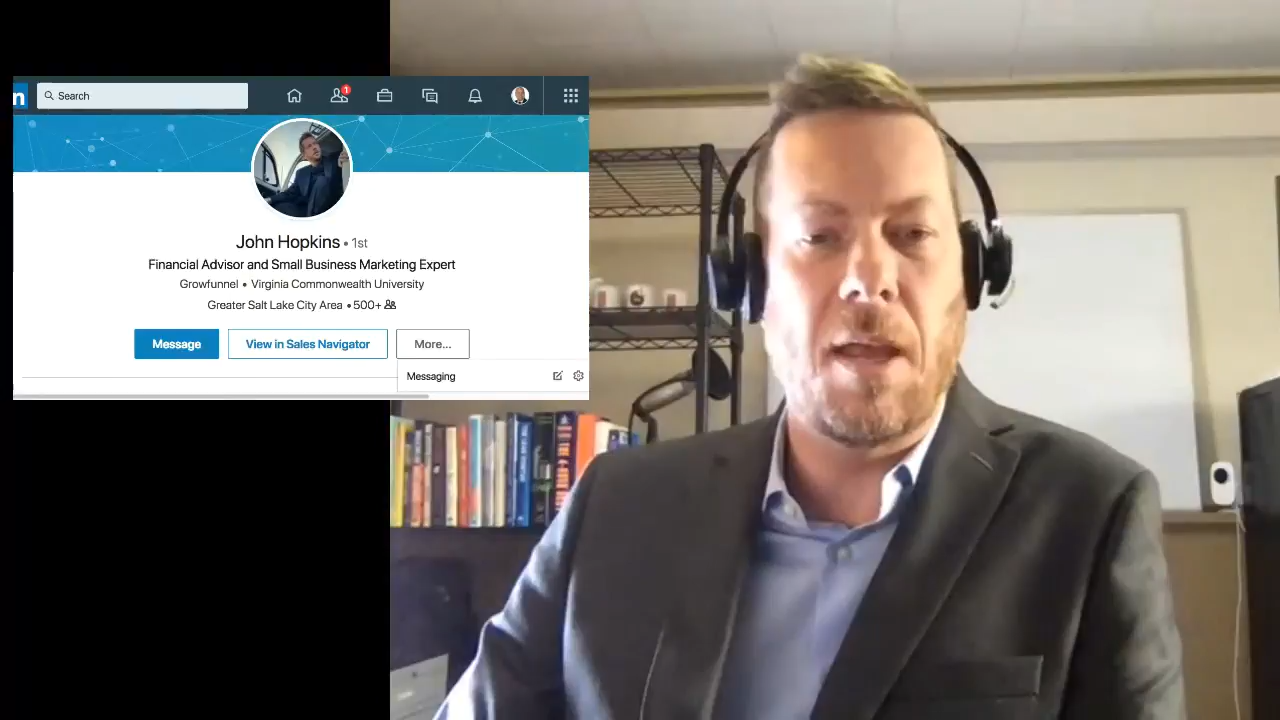 n
Search
1
John Hopkins • 1st
Financial Advisor and Small Business Marketing Expert
Growfunnel • Virginia Commonwealth University
Greater Salt Lake City Area • 500+
Message
View in Sales Navigator
More...
Messaging